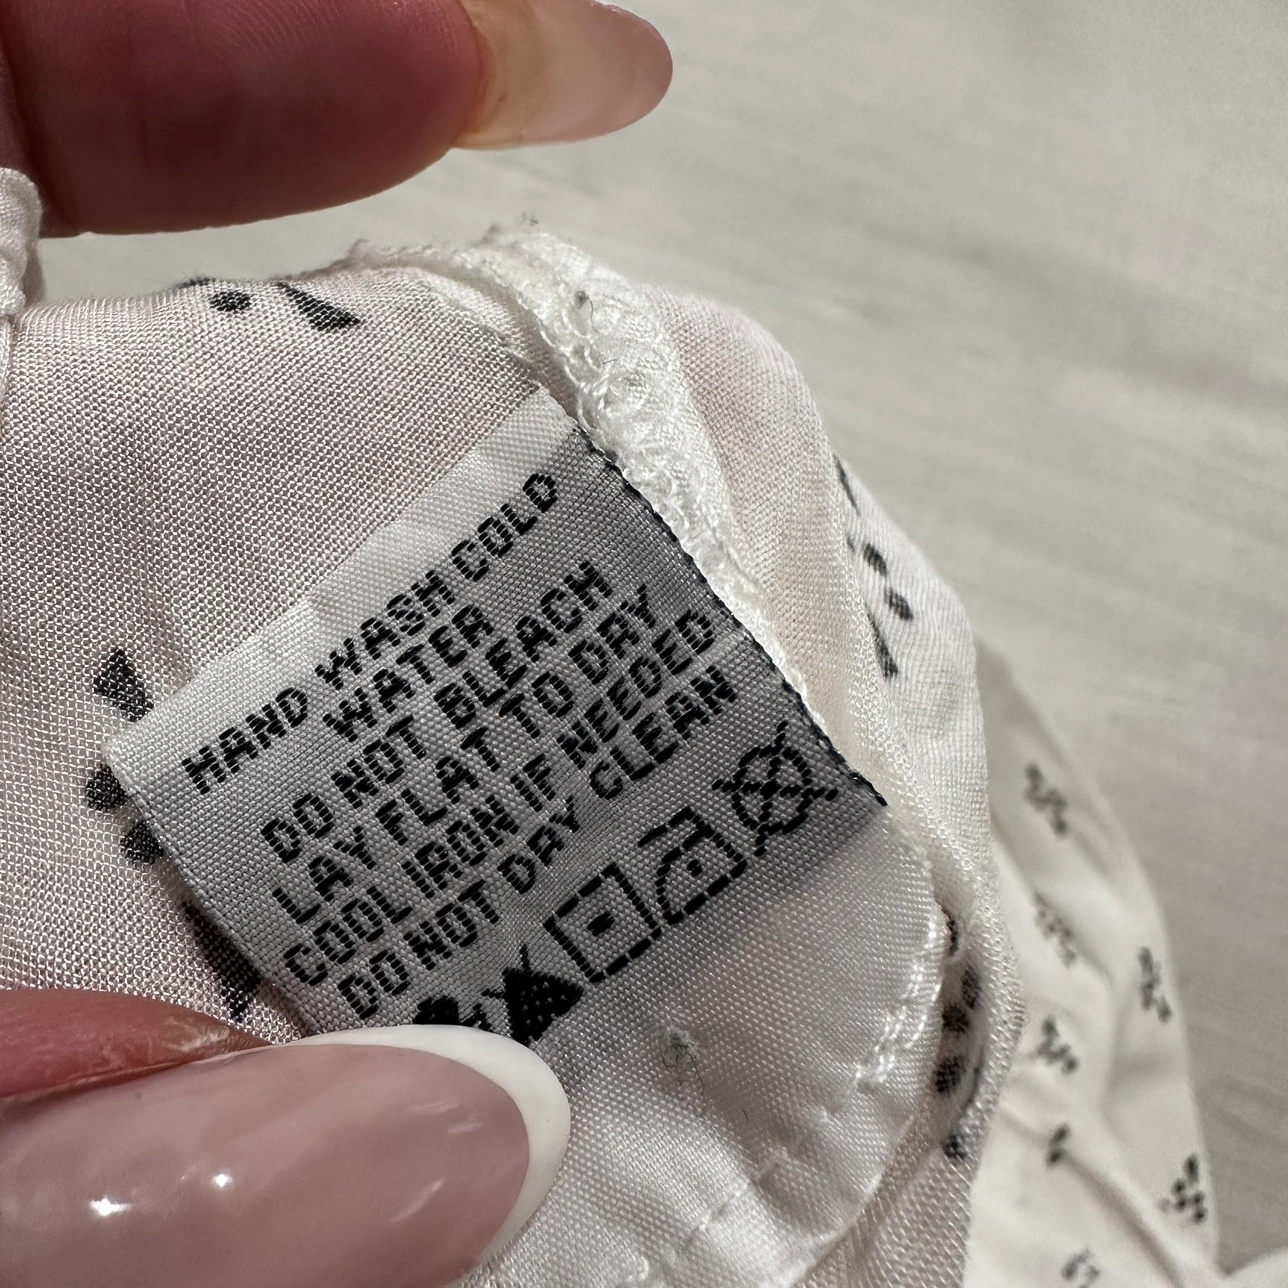 HAND WASH COLD
WATER
DO NOT BLEACH
LAY FLAT TO DRY
COOL IRON IF NEEDED
DO NOT DRY CLEAN